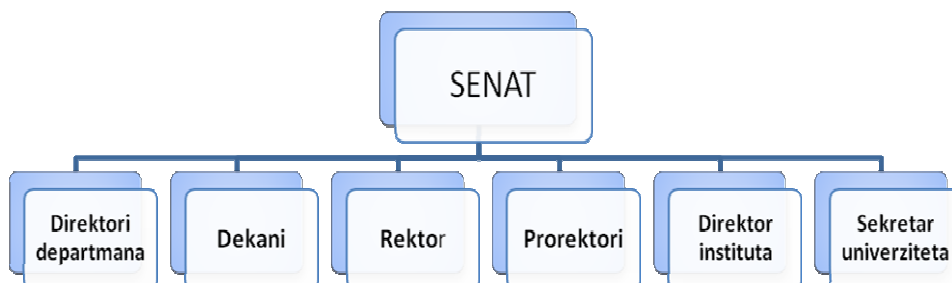 SENAT
Direktori
departmana
Dekani
Rektor
Prorektori
Direktor
instituta
Sekretar
univerziteta